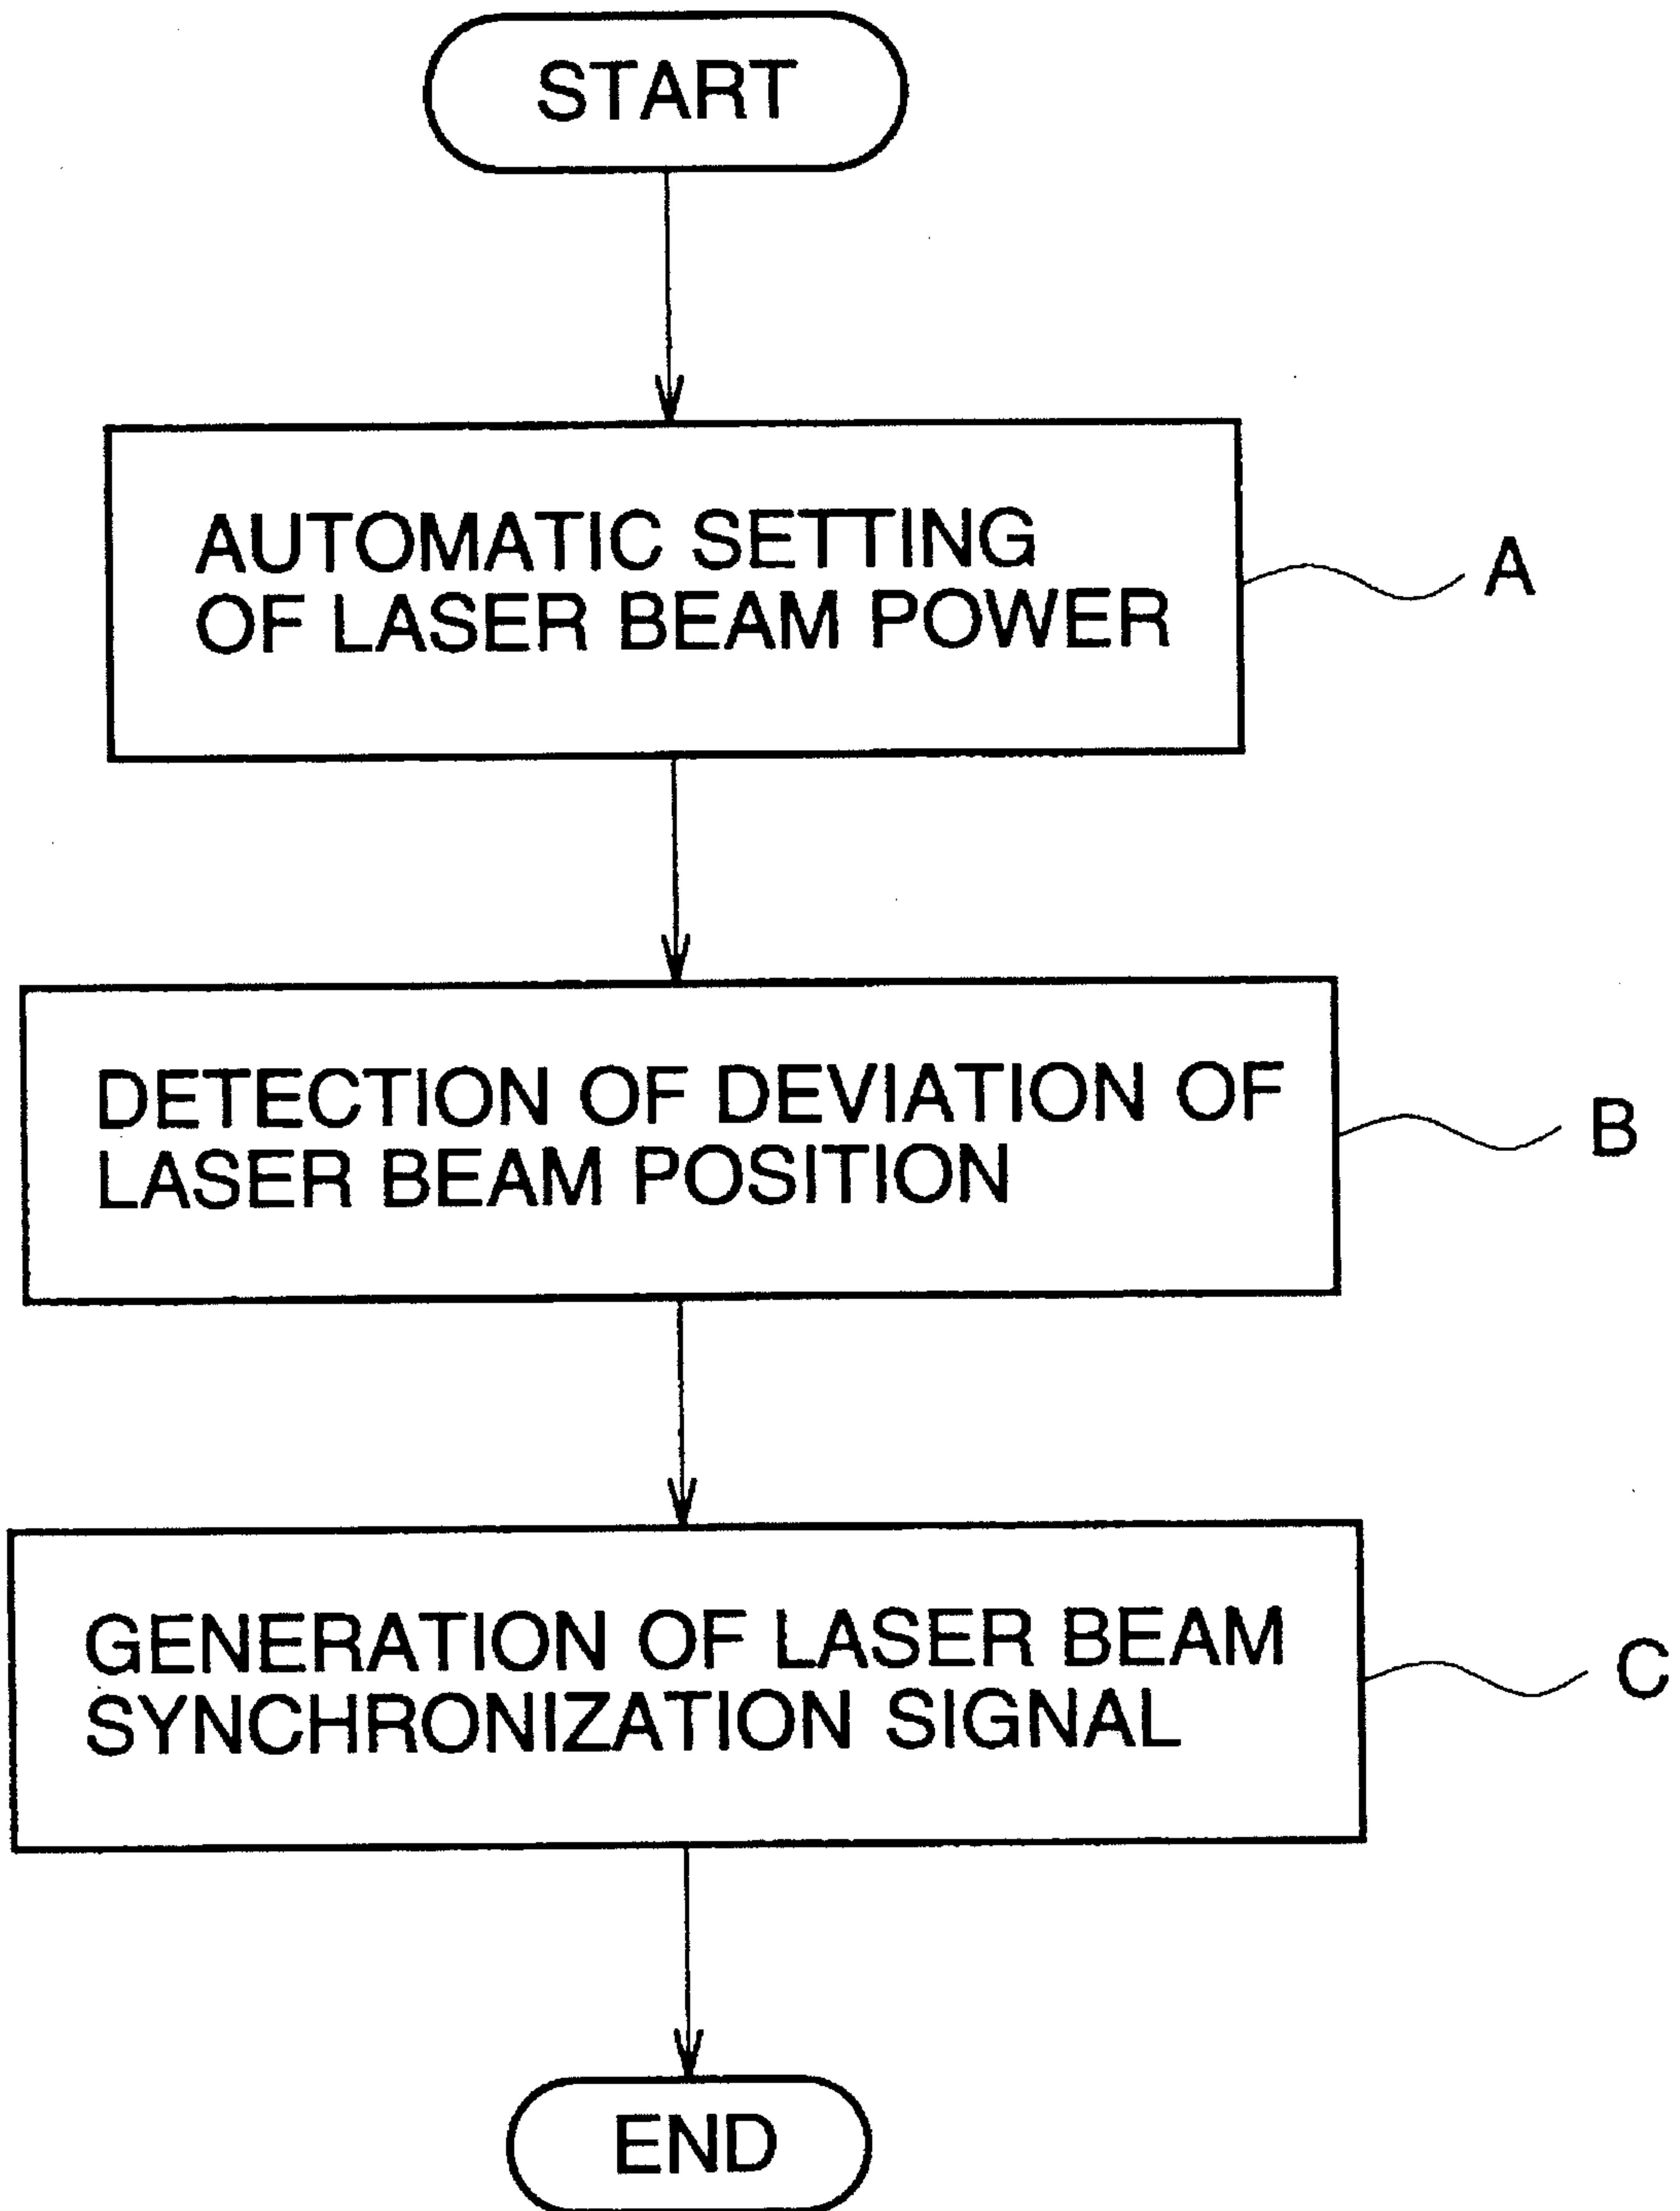 START
AUTOMATIC SETTING
OF LASER BEAM POWER
A
DETECTION OF DEVIATION OF
LASER BEAM POSITION
B
GENERATION OF LASER BEAM
SYNCHRONIZATION SIGNAL
C
END